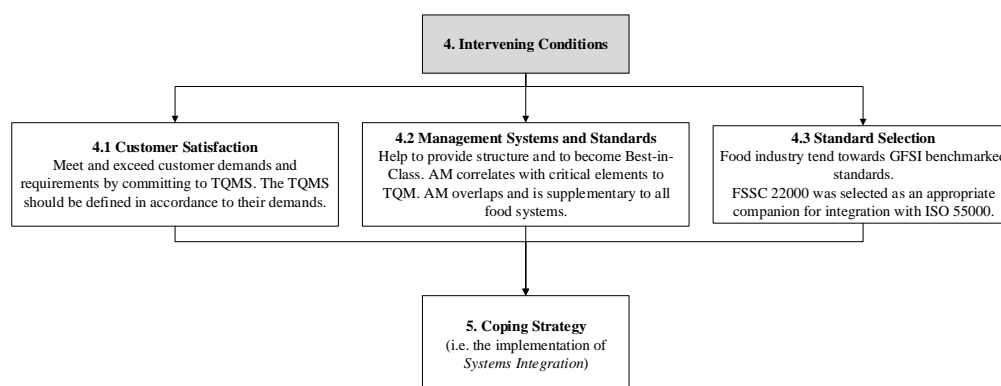 4. Intervening Conditions
4.1 Customer Satisfaction
Meet and exceed customer demands and
requirements by committing to TQMS. The TQMS
should be defined in accordance to their demands.
4.2 Management Systems and Standards
Help to provide structure and to become Best-in-
Class. AM correlates with critical elements to
TQM. AM overlaps and is supplementary to all
food systems.
4.3 Standard Selection
Food industry tend towards GFSI benchmarked
standards.
FSSC 22000 was selected as an appropriate
companion for integration with ISO 55000.
5. Coping Strategy
(i.e. the implementation of
Systems Integration)